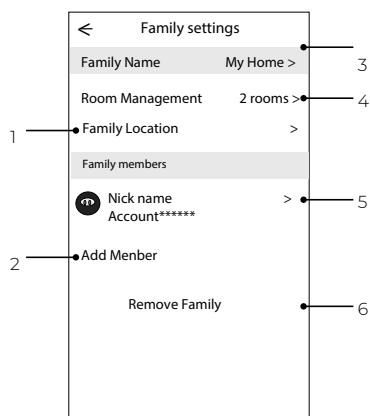 Family settings
Family Name My Home >
3
Room Management 2 rooms >
4
1
Family Location >
Family members
Nick name >
Account******
5
2
Add Menber
Remove Family
6